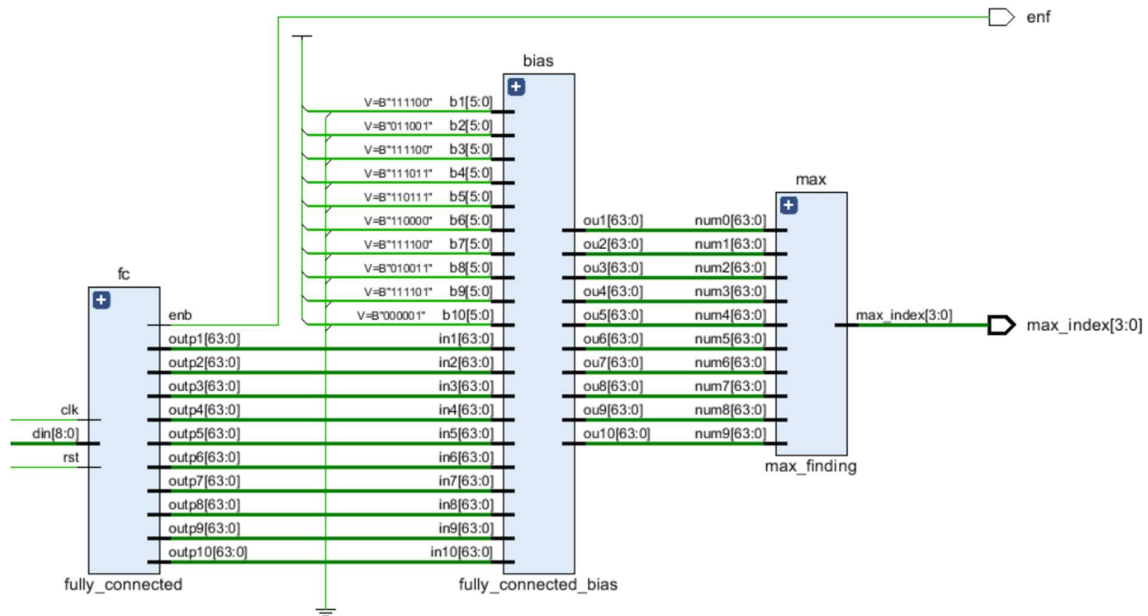 enf
bias
V=B"111100" b1[5:0]
V=B"011001" b2[5:0]
V=B"111100" b3[5:0]
V=B"111011" b4[5:0]
V=B"110111" b5[5:0]
V=B"110000" b6[5:0]
V=B"111100" b7[5:0]
V=B"010011" b8[5:0]
V=B"111101" b9[5:0]
V=B"000001" b10[5:0]
max
ou1[63:0] num0[63:0]
ou2[63:0] num1[63:0]
ou3[63:0] num2[63:0]
ou4[63:0] num3[63:0]
ou5[63:0] num4[63:0]
ou6[63:0] num5[63:0]
ou7[63:0] num6[63:0]
ou8[63:0] num7[63:0]
ou9[63:0] num8[63:0]
ou10[63:0] num9[63:0]
max_index[3:0] max_index[3:0]
max_finding
fc
enb
outp1[63:0] in1[63:0]
outp2[63:0] in2[63:0]
outp3[63:0] in3[63:0]
outp4[63:0] in4[63:0]
outp5[63:0] in5[63:0]
outp6[63:0] in6[63:0]
outp7[63:0] in7[63:0]
outp8[63:0] in8[63:0]
outp9[63:0] in9[63:0]
outp10[63:0] in10[63:0]
clk
din[8:0]
rst
fully_connected
fully_connected_bias